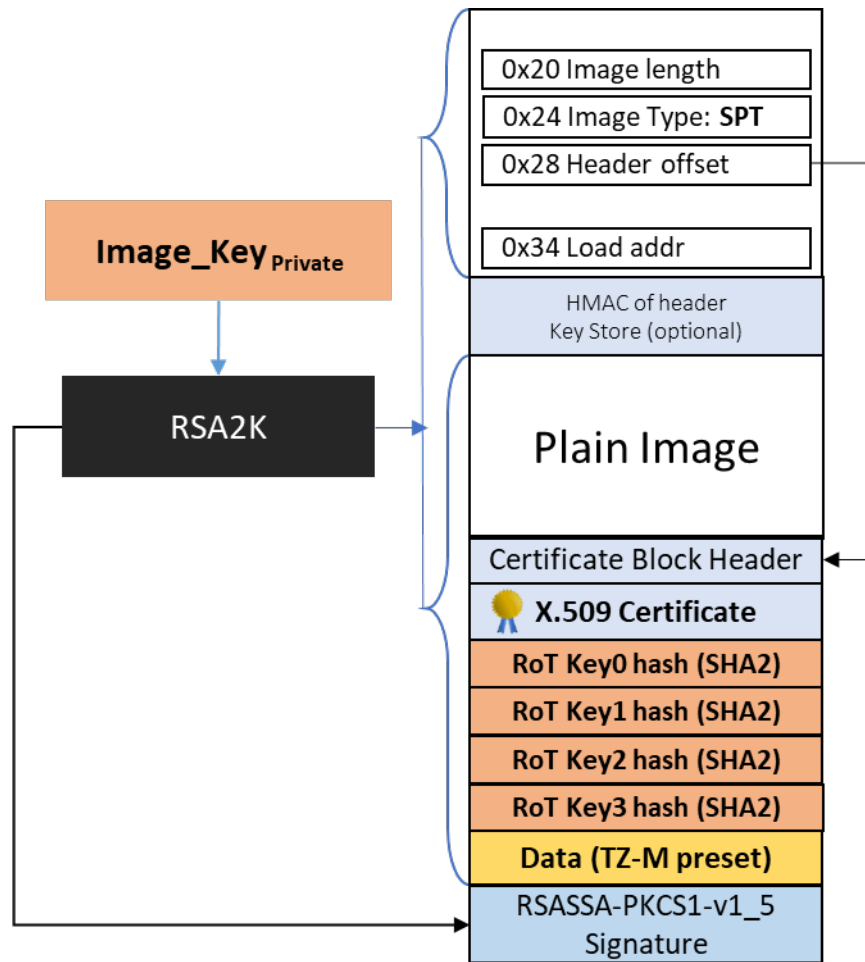 0x20 Image length
0x24 Image Type: SPT
0x28 Header offset
0x34 Load addr
Image_Key Private
HMAC of header
Key Store (optional)
RSA2K
Plain Image
Certificate Block Header
X.509 Certificate
RoT Key0 hash (SHA2)
RoT Key1 hash (SHA2)
RoT Key2 hash (SHA2)
RoT Key3 hash (SHA2)
Data (TZ-M preset)
RSASSA-PKCS1-v1_5
Signature